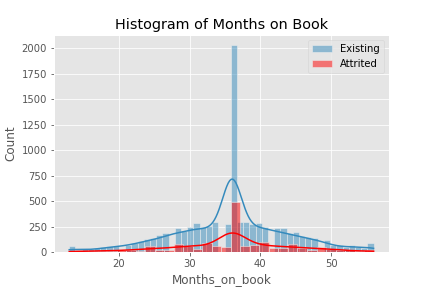 Histogram of Months on Book
Existing
Attrited
2000
1750
1500
1250
1000
750
500
250
0
Count
20 30 40 50
Months_on_book